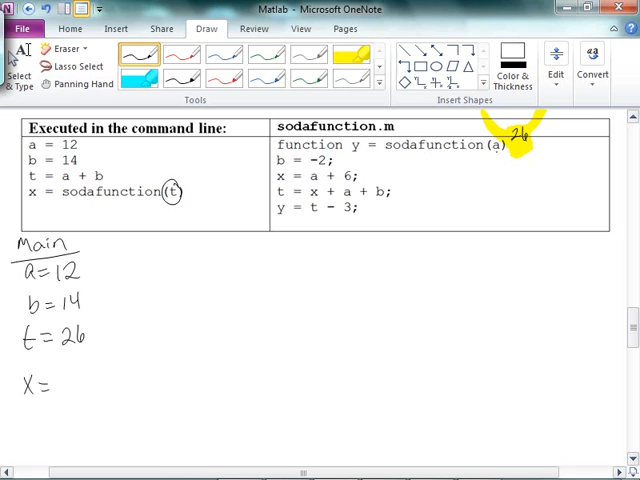 Matlab - Microsoft OneNote
File Home Insert Share Draw Review View Pages
Select & Type
Eraser
Lasso Select
Panning Hand
Color & Thickness
Edit
Convert
Tools
Insert Shapes
Executed in the command line:
a = 12
b = 14
t = a + b
x = sodafunction(t)
sodafunction.m
function y = sodafunction(a) 26
b = -2;
x = a + 6;
t = x + a + b;
y = t - 3;
Main
a = 12
b = 14
t = 26
x =